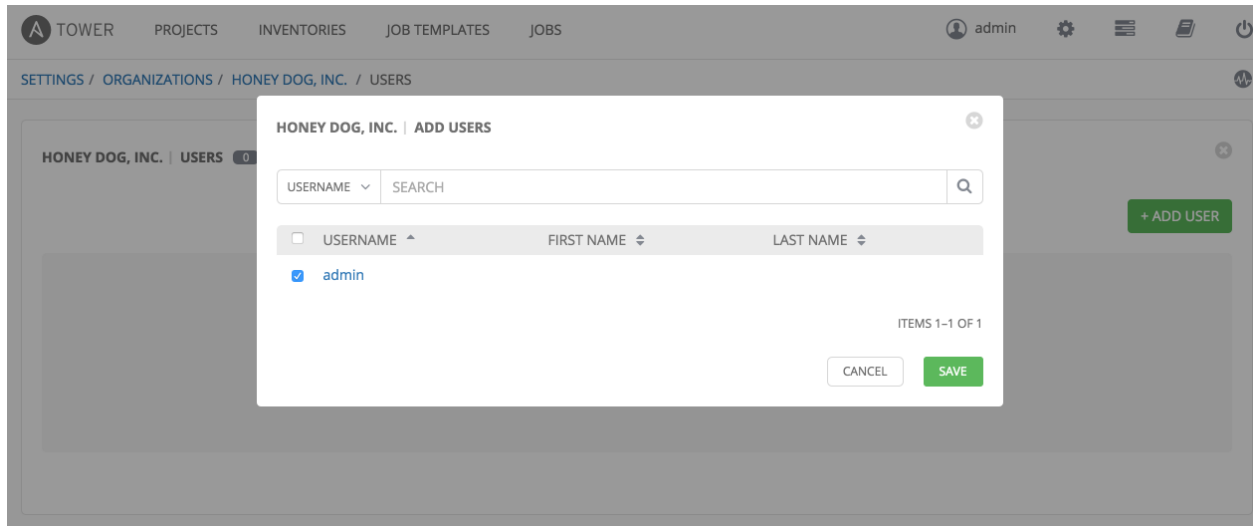 A TOWER PROJECTS INVENTORIES JOB TEMPLATES JOBS admin
SETTINGS / ORGANIZATIONS / HONEY DOG, INC. / USERS
HONEY DOG, INC. | ADD USERS
HONEY DOG, INC. | USERS 0
USERNAME SEARCH
+ ADD USER
USERNAME FIRST NAME LAST NAME
admin
ITEMS 1–1 OF 1
CANCEL SAVE